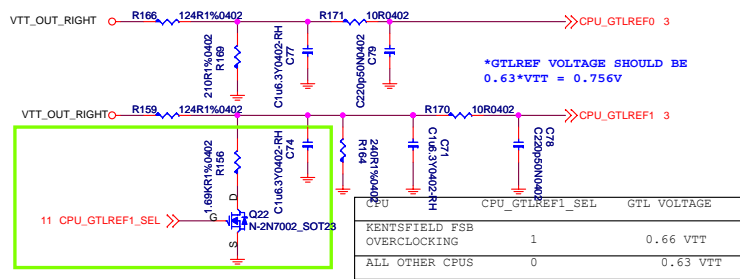 VTT_OUT_RIGHT
R166
124R1%0402
R171
10R0402
CPU_GTLREF0 3
210R1%0402
R169
C1u6.3Y0402-RH
C77
C220p50N0402
C79
*GTLREF VOLTAGE SHOULD BE
0.63*VTT = 0.756V
VTT_OUT_RIGHT
R159
124R1%0402
R170
10R0402
CPU_GTLREF1 3
1.69KR1%0402
R156
C1u6.3Y0402-RH
C74
R164
240R1%0402
C71
C1u6.3Y0402-RH
C78
C220p50N0402
11 CPU_GTLREF1_SEL
D
G
S
Q22
N-2N7002_SOT23
CPU CPU_GTLREF1_SEL GTL VOLTAGE
KENTSFIELD FSB
OVERCLOCKING 1 0.66 VTT
ALL OTHER CPUS 0 0.63 VTT